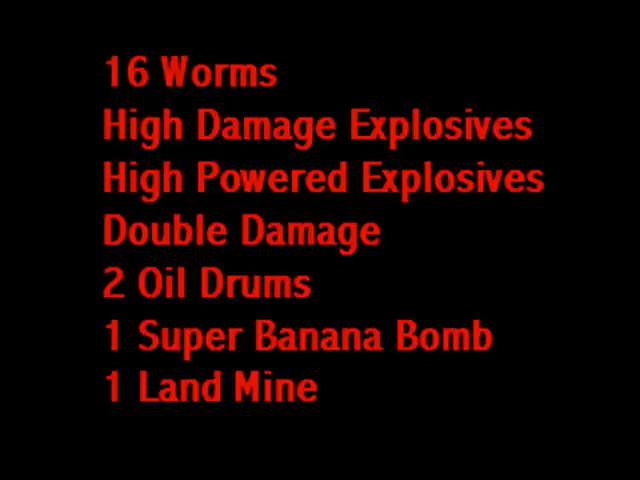 16 Worms
High Damage Explosives
High Powered Explosives
Double Damage
2 Oil Drums
1 Super Banana Bomb
1 Land Mine